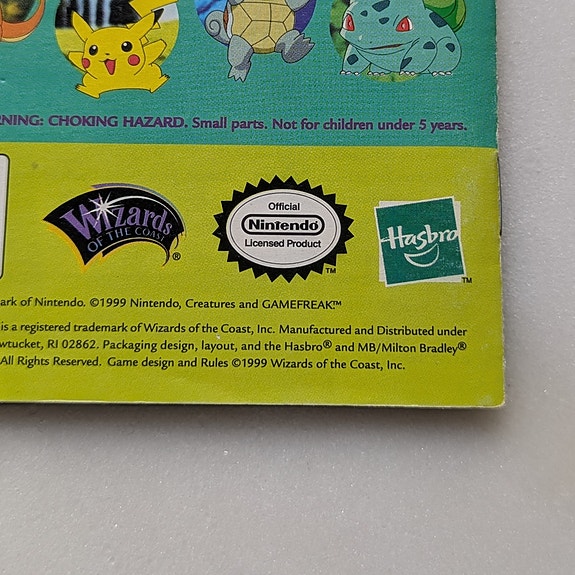 RNING: CHOKING HAZARD. Small parts. Not for children under 5 years.
Wizards
OF THE COAST
®
Official
Nintendo
Licensed Product
™
Hasbro
™
ark of Nintendo. ©1999 Nintendo, Creatures and GAMEFREAK™
is a registered trademark of Wizards of the Coast, Inc. Manufactured and Distributed under
wtucket, RI 02862. Packaging design, layout, and the Hasbro® and MB/Milton Bradley®
All Rights Reserved. Game design and Rules ©1999 Wizards of the Coast, Inc.